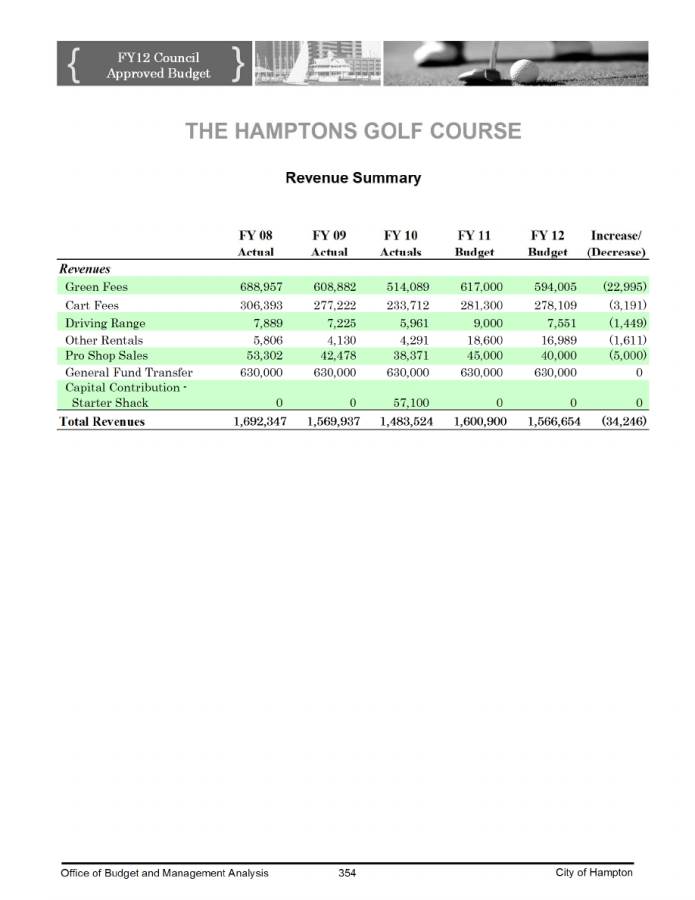 FY12 Council
Approved Budget
THE HAMPTONS GOLF COURSE
Revenue Summary
FY 08 FY 09 FY 10 FY 11 FY 12 Increase/
Actual Actual Actuals Budget Budget (Decrease)
Revenues
Green Fees 688,957 608,882 514,089 617,000 594,005 (22,995)
Cart Fees 306,393 277,222 233,712 281,300 278,109 (3,191)
Driving Range 7,889 7,225 5,961 9,000 7,551 (1,449)
Other Rentals 5,806 4,130 4,291 18,600 16,989 (1,611)
Pro Shop Sales 53,302 42,478 38,371 45,000 40,000 (5,000)
General Fund Transfer 630,000 630,000 630,000 630,000 630,000 0
Capital Contribution -
Starter Shack 0 0 57,100 0 0 0
Total Revenues 1,692,347 1,569,937 1,483,524 1,600,900 1,566,654 (34,246)
Office of Budget and Management Analysis 354 City of Hampton